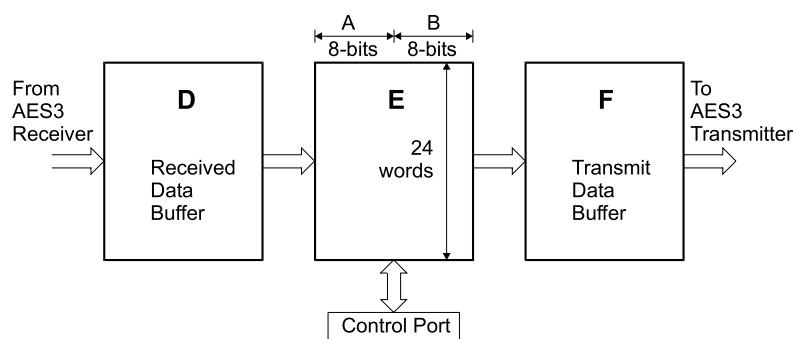 A
B
8-bits
8-bits
From
AES3
Receiver
D
Received
Data
Buffer
E
24
words
F
Transmit
Data
Buffer
To
AES3
Transmitter
Control Port